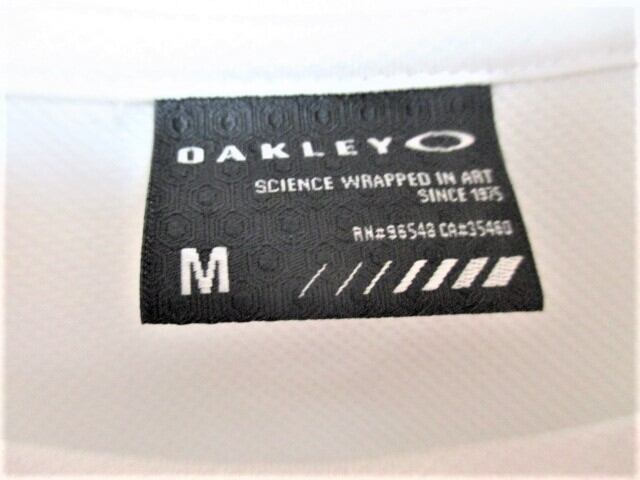 OAKLEY
SCIENCE WRAPPED IN ART
SINCE 1975
RN#96548 CA#35460
M